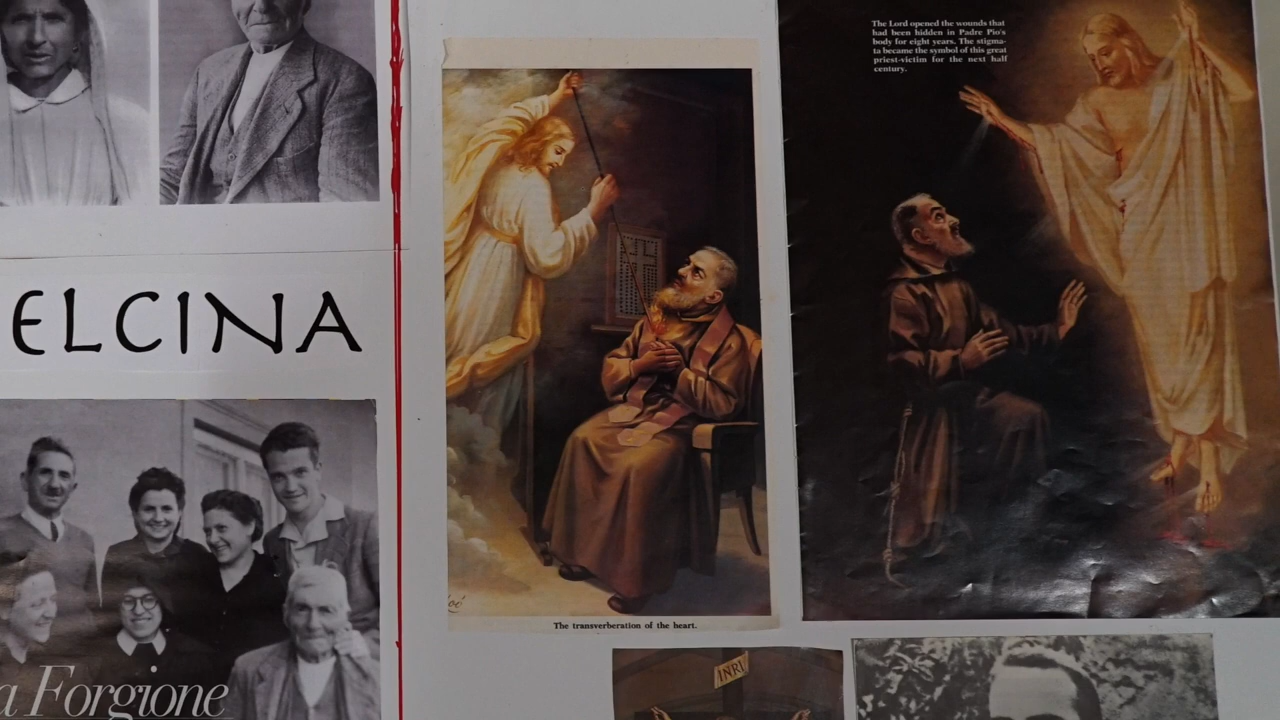 The Lord opened the wounds that
had been hidden in Padre Pio's
body for eight years. The stigma-
ta became the symbol of this great
priest-victim for the next half
century.
ELCINA
The transverberation of the heart.
INRI
a Forgione